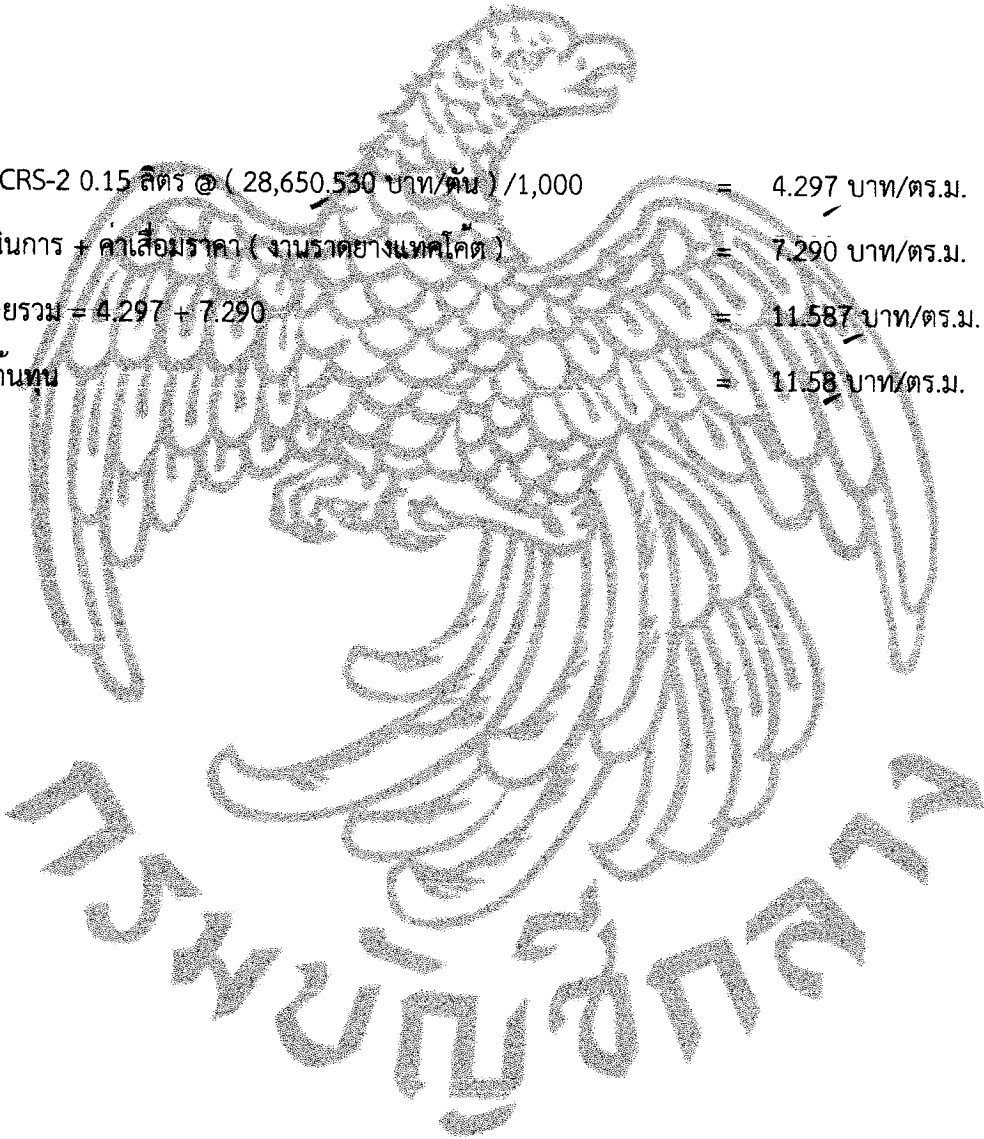 CRS-2 0.15 ลิตร @ ( 28,650.530 บาท/ตัน ) /1,000 = 4.297 บาท/ตร.ม.
นินการ + ค่าเสื่อมราคา ( งานราดยางแทคโค้ต ) = 7.290 บาท/ตร.ม.
ยรวม = 4.297 + 7.290 = 11.587 บาท/ตร.ม.
้นทุน = 11.58 บาท/ตร.ม.
กรมบัญชีกลาง